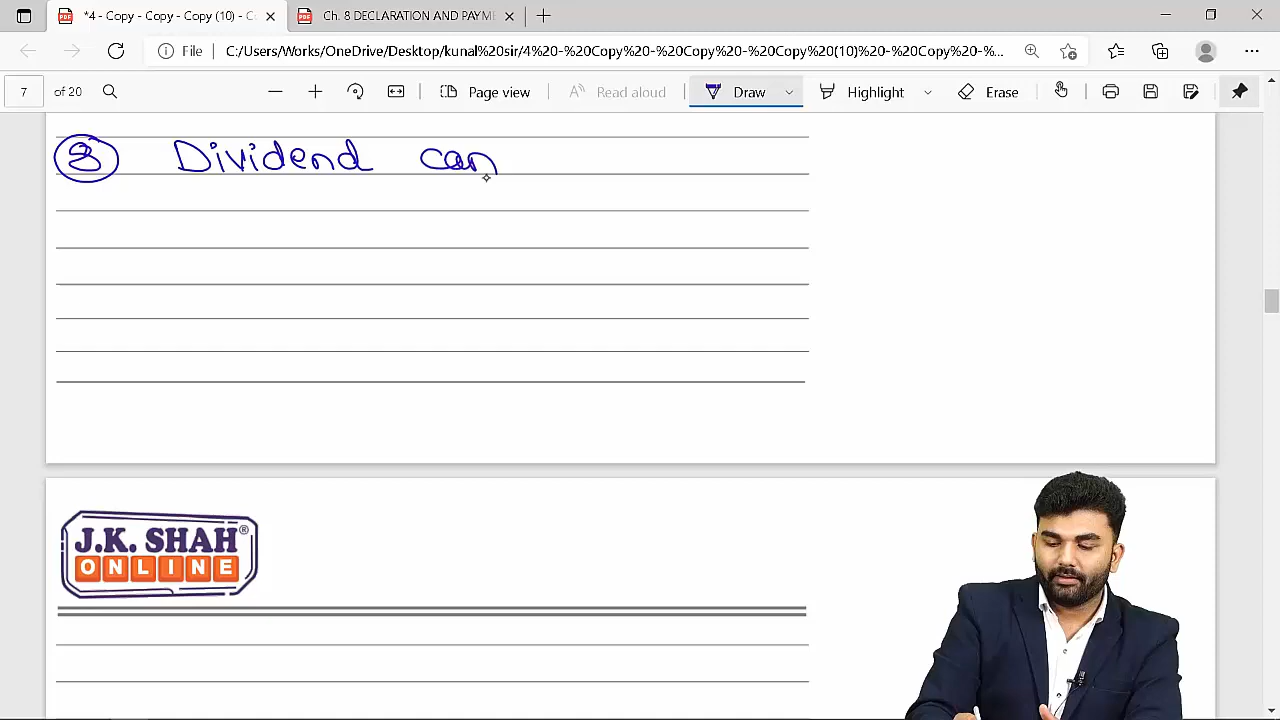 *4 - Copy - Copy - Copy (10) - C
Ch. 8 DECLARATION AND PAYM
File
C:/Users/Works/OneDrive/Desktop/kunal%20sir/4%20-%20Copy%20-%20Copy%20-%20Copy%20(10)%20-%20Copy%20-%...
7 of 20
Page view
Read aloud
Draw
Highlight
Erase
8 Dividend can
J.K. SHAH®
ONLINE